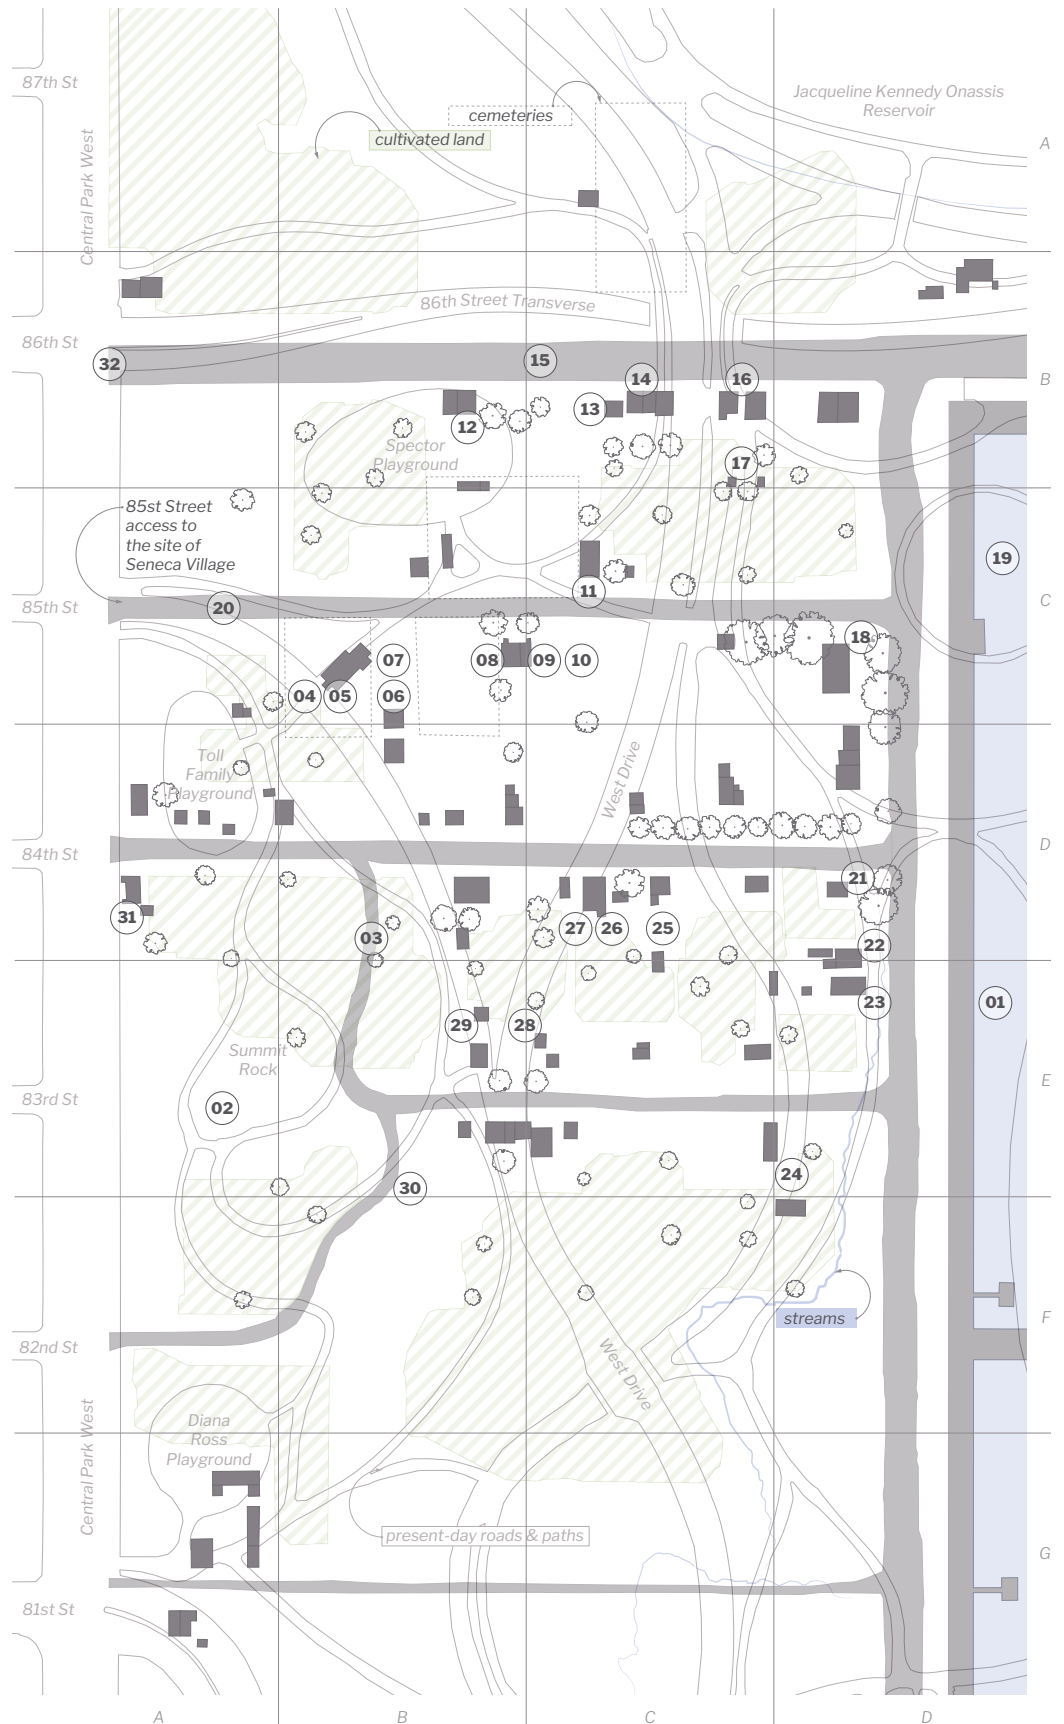 87th St
Jacqueline Kennedy Onassis
Reservoir
cemeteries
cultivated land
A
Central Park West
86th Street Transverse
86th St
32
15
14
16
B
13
12
Spector
Playground
17
85st Street
access to
the site of
Seneca Village
19
11
85th St
20
C
18
07
08
09
10
04
05
06
Toll
Family
Playground
West Drive
84th St
D
21
31
27
26
25
03
22
23
01
29
28
Summit
Rock
E
83rd St
02
24
30
streams
F
82nd St
West Drive
Diana
Ross
Playground
Central Park West
present-day roads & paths
G
81st St
A
B
C
D